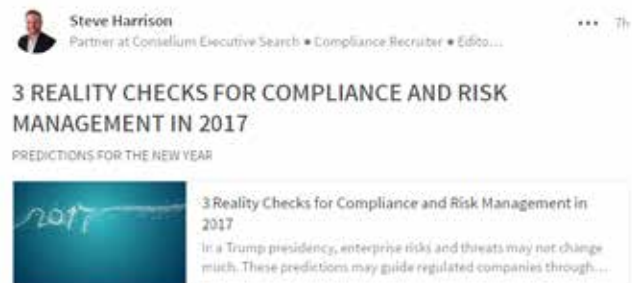 Steve Harrison
Partner at Conselium Executive Search • Compliance Recruiter • Edito...
7h
3 REALITY CHECKS FOR COMPLIANCE AND RISK
MANAGEMENT IN 2017
PREDICTIONS FOR THE NEW YEAR
2017
3 Reality Checks for Compliance and Risk Management in
2017
In a Trump presidency, enterprise risks and threats may not change
much. These predictions may guide regulated companies through...